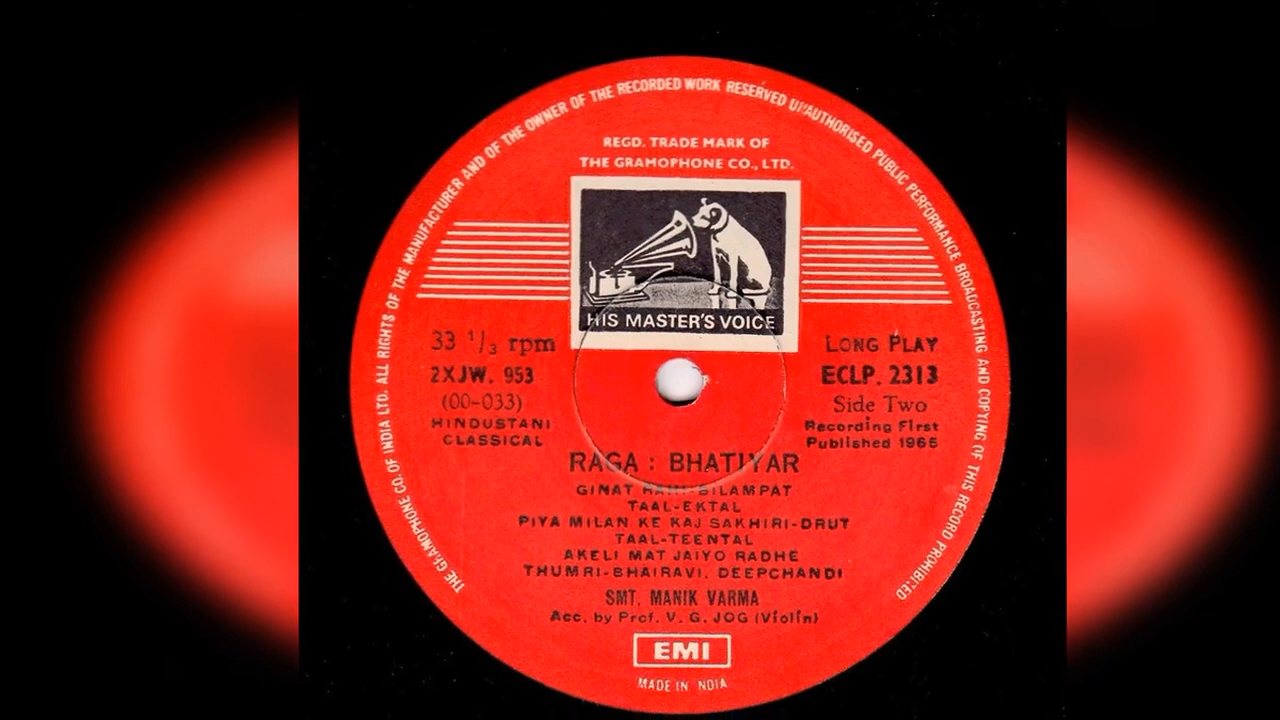 THE GRAMOPHONE CO. OF INDIA LTD. ALL RIGHTS OF THE MANUFACTURER AND OF THE OWNER OF THE RECORDED WORK RESERVED UNAUTHORISED PUBLIC PERFORMANCE BROADCASTING AND COPYING OF THIS RECORD PROHIBITED
REGD. TRADE MARK OF
THE GRAMOPHONE CO., LTD.
HIS MASTER'S VOICE
33 1/3 rpm
2XJW. 953
(00-033)
HINDUSTANI
CLASSICAL
LONG PLAY
ECLP. 2313
Side Two
Recording First
Published 1965
RAGA : BHATIYAR
GINAT RAHI-BILAMPAT
TAAL-EKTAL
PIYA MILAN KE KAJ SAKHIRI-DRUT
TAAL-TEENTAL
AKELI MAT JAIYO RADHE
THUMRI-BHAIRAVI, DEEPCHANDI
SMT. MANIK VARMA
Acc. by Prof. V. G. JOG (Violin)
EMI
MADE IN INDIA